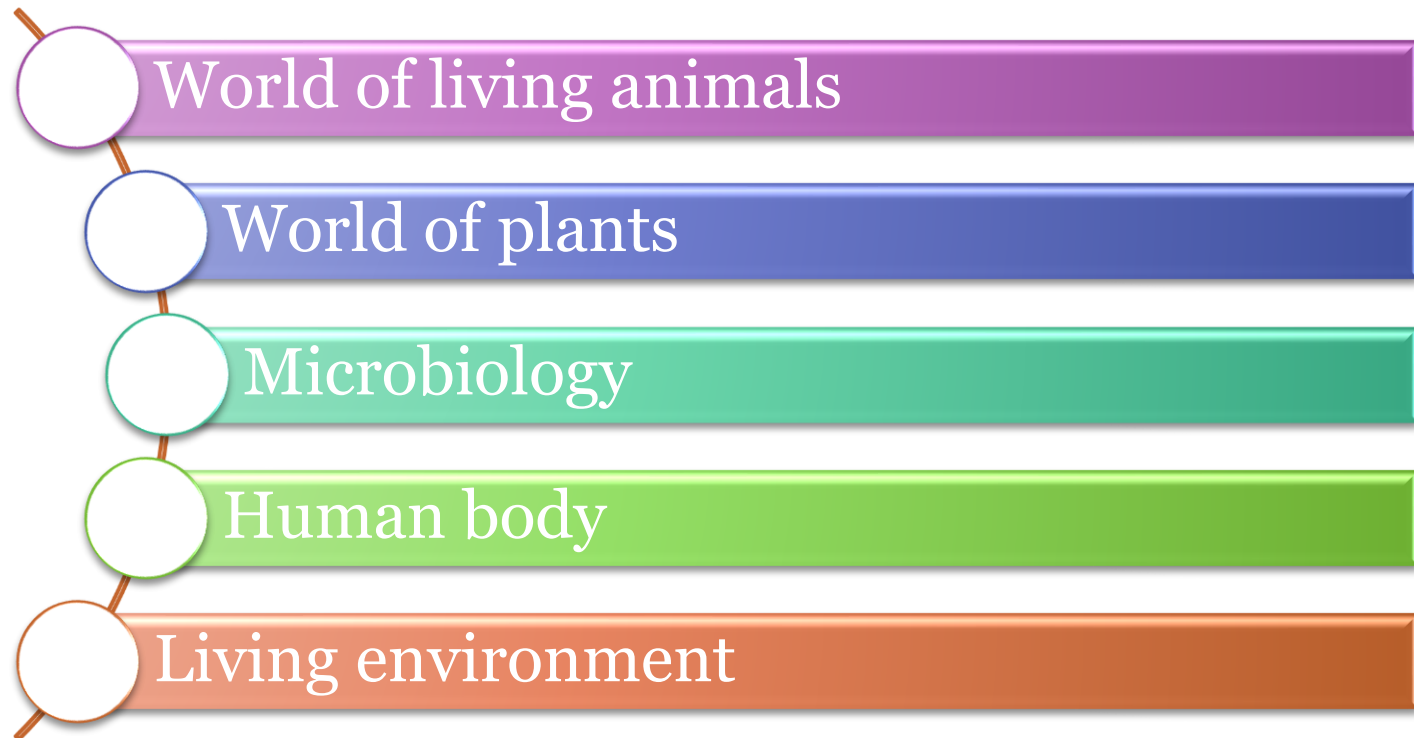 World of living animals
World of plants
Microbiology
Human body
Living environment